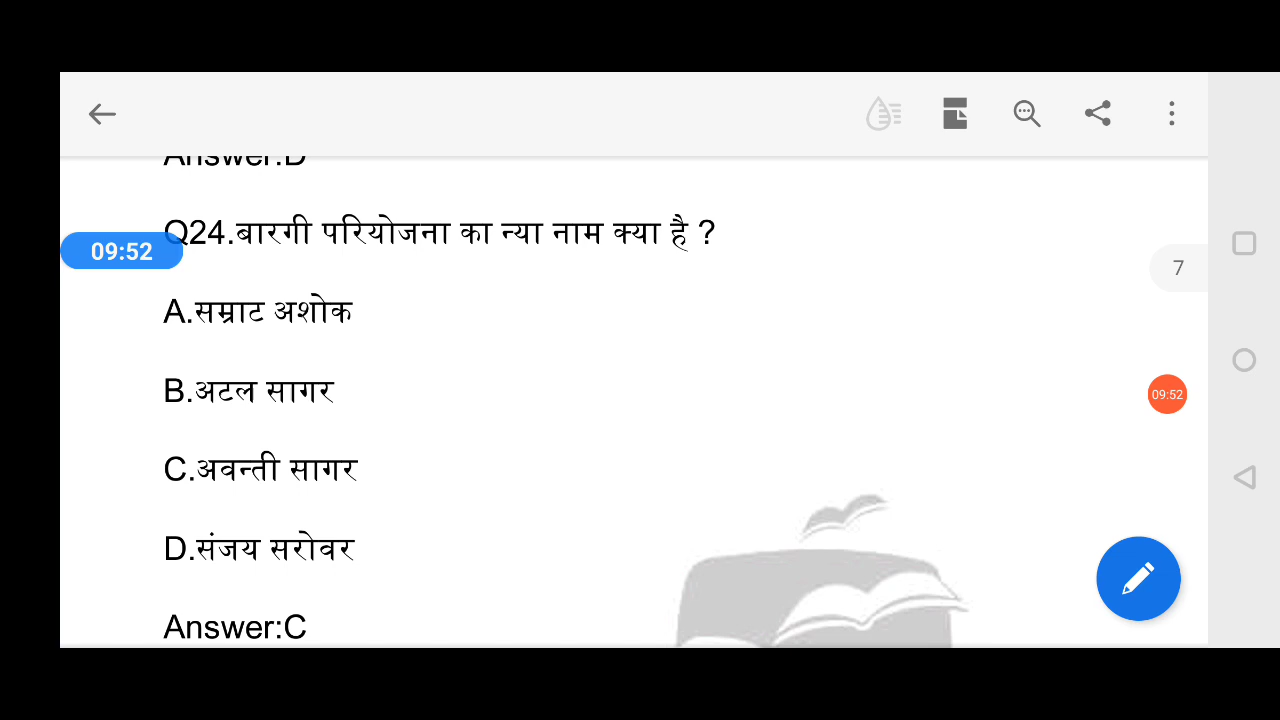 Answer:D
Q24.बारगी परियोजना का न्या नाम क्या है ?
09:52
7
A.सम्राट अशोक
B.अटल सागर
09:52
C.अवन्ती सागर
D.संजय सरोवर
Answer:C